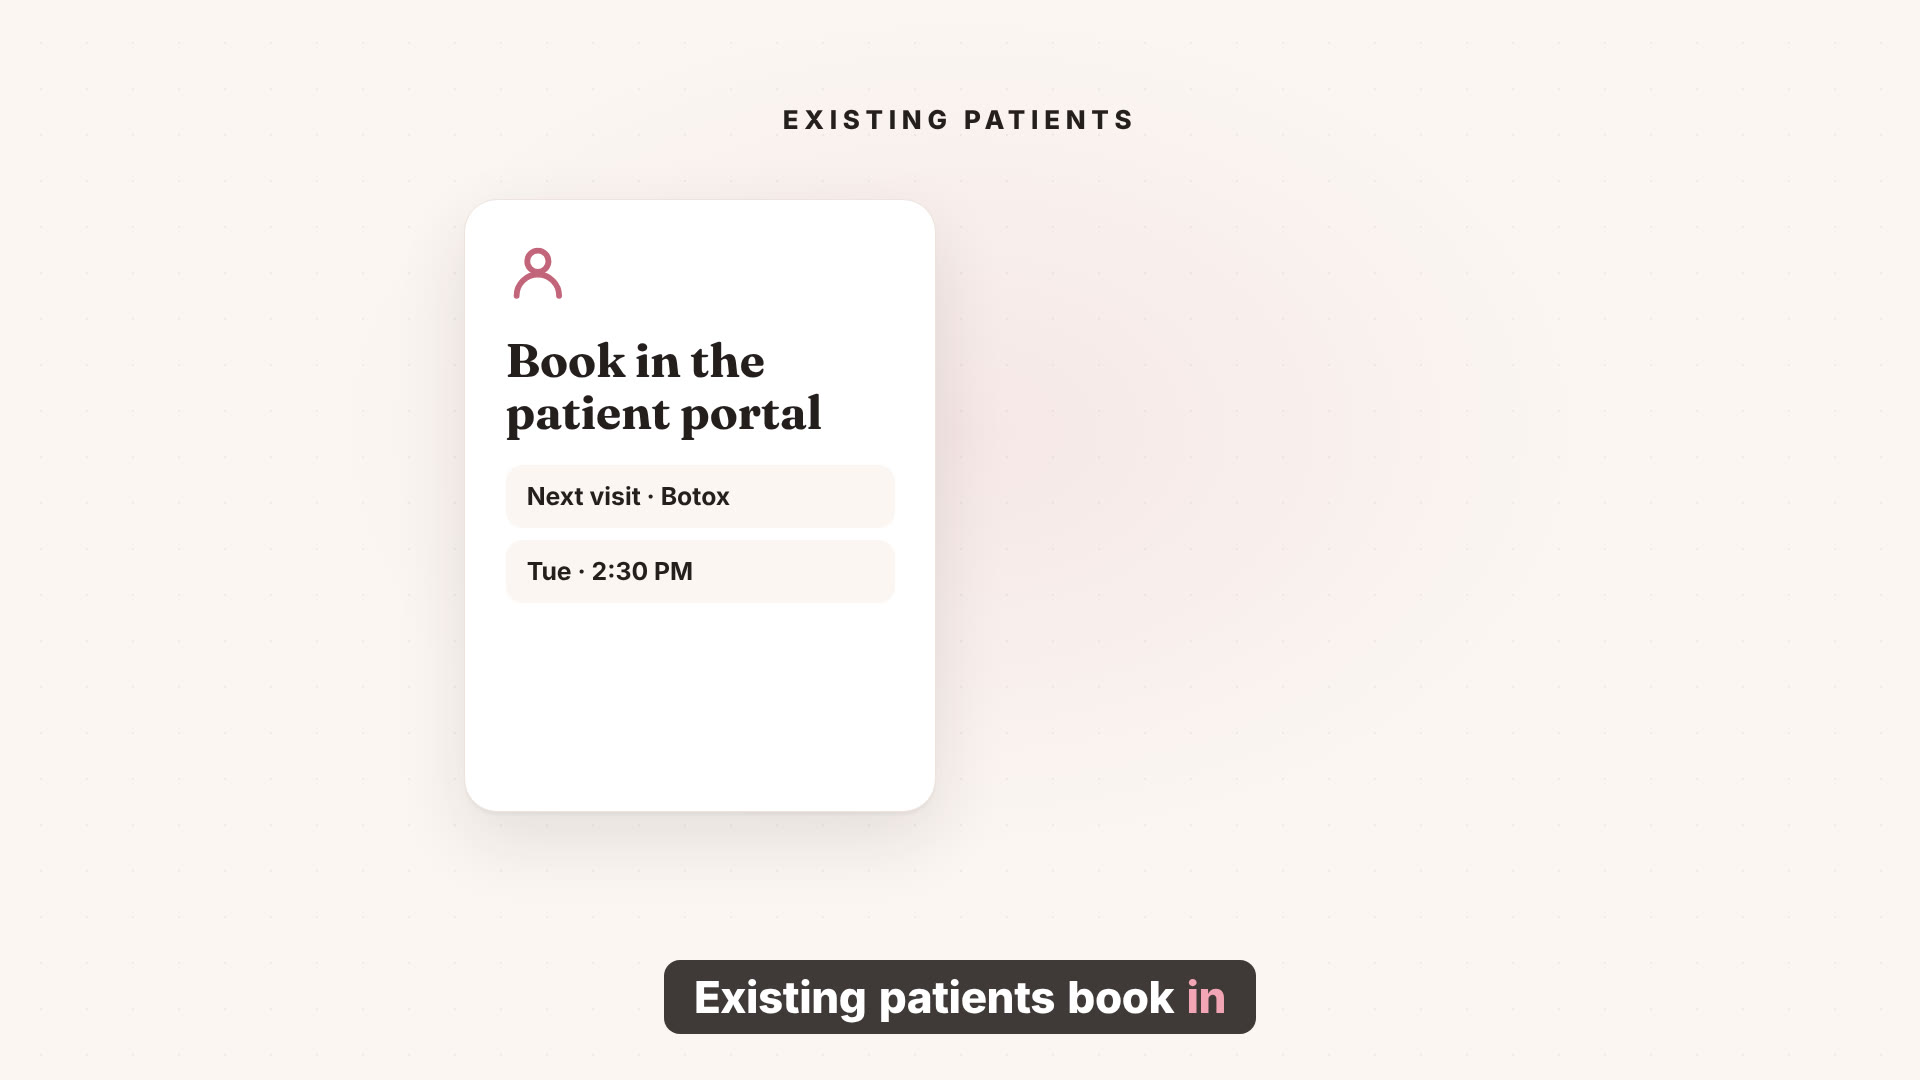 EXISTING PATIENTS
Book in the
patient portal
Next visit · Botox
Tue · 2:30 PM
Existing patients book in